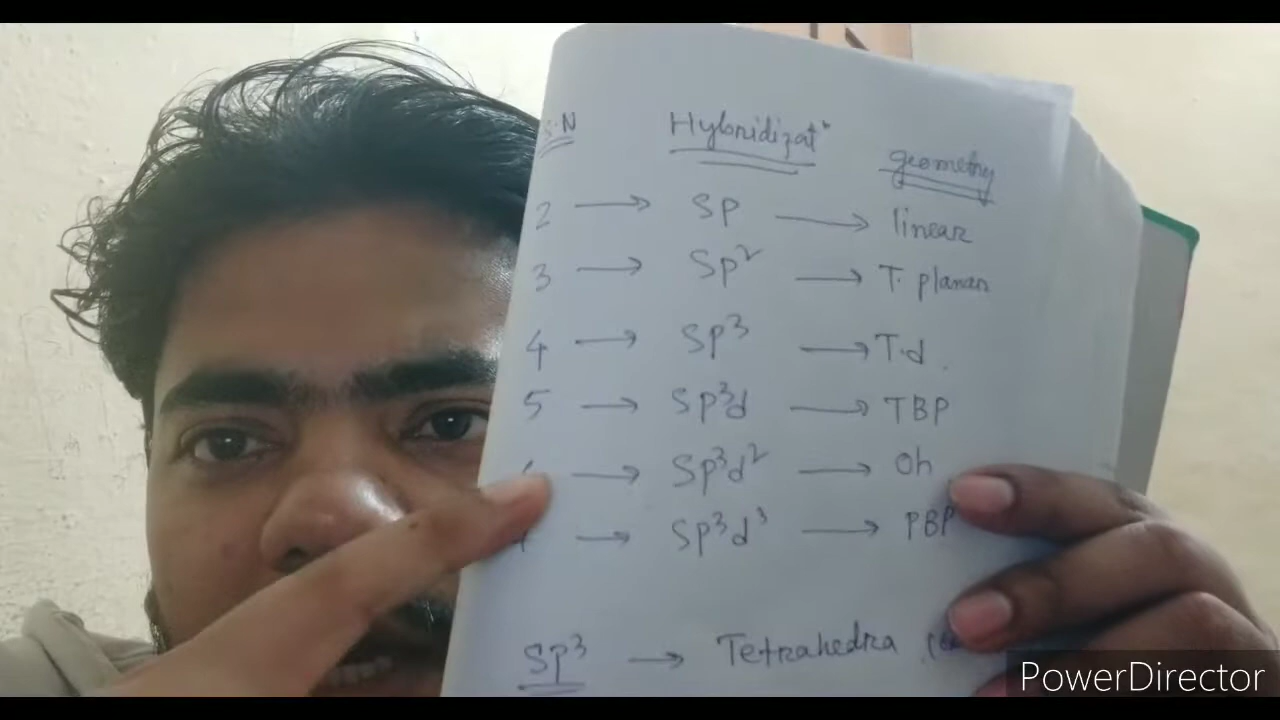 S.N Hybridizatⁿ geometry
2 → SP → linear
3 → SP² → T. planar
4 → SP³ → T.d.
5 → SP³d → TBP
→ SP³d² → Oh
→ SP³d³ → PBP
SP³ → Tetrahedra
PowerDirector